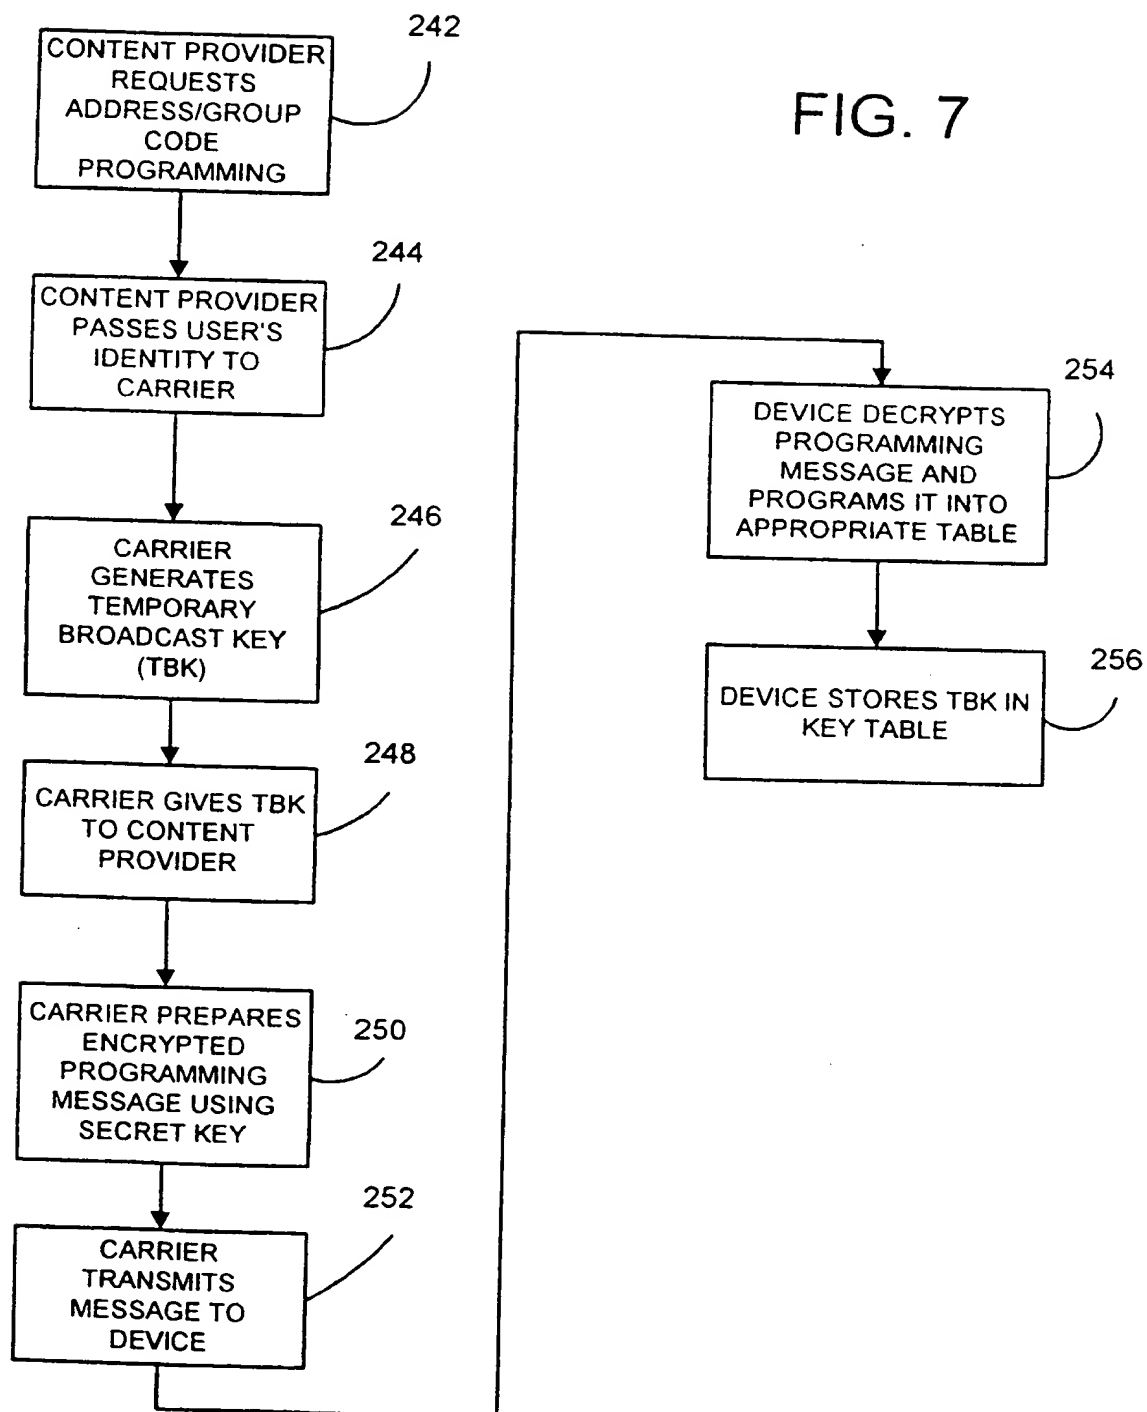 242
CONTENT PROVIDER
REQUESTS
ADDRESS/GROUP
CODE
PROGRAMMING
FIG. 7
244
CONTENT PROVIDER
PASSES USER'S
IDENTITY TO
CARRIER
246
CARRIER
GENERATES
TEMPORARY
BROADCAST KEY
(TBK)
248
CARRIER GIVES TBK
TO CONTENT
PROVIDER
250
CARRIER PREPARES
ENCRYPTED
PROGRAMMING
MESSAGE USING
SECRET KEY
252
CARRIER
TRANSMITS
MESSAGE TO
DEVICE
254
DEVICE DECRYPTS
PROGRAMMING
MESSAGE AND
PROGRAMS IT INTO
APPROPRIATE TABLE
256
DEVICE STORES TBK IN
KEY TABLE